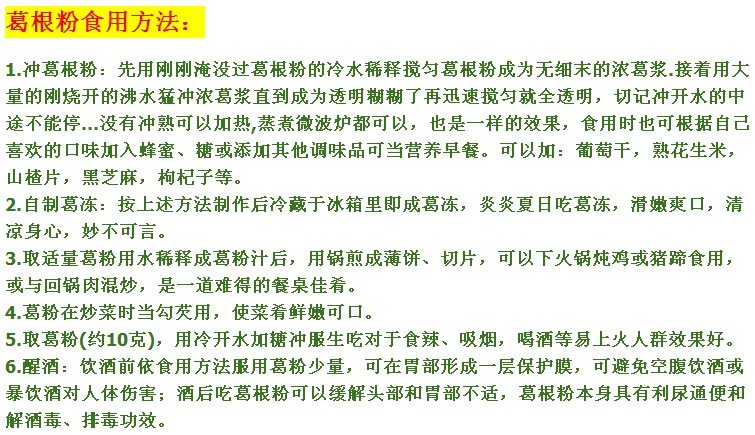 葛根粉食用方法：
1.冲葛根粉：先用刚刚淹没过葛根粉的冷水稀释搅匀葛根粉成为无细末的浓葛浆.接着用大
量的刚烧开的沸水猛冲浓葛浆直到成为透明糊糊了再迅速搅匀就全透明，切记冲开水的中
途不能停...没有冲熟可以加热,蒸煮微波炉都可以，也是一样的效果，食用时也可根据自己
喜欢的口味加入蜂蜜、糖或添加其他调味品可当营养早餐。可以加：葡萄干，熟花生米，
山楂片，黑芝麻，枸杞子等。
2.自制葛冻：按上述方法制作后冷藏于冰箱里即成葛冻，炎炎夏日吃葛冻，滑嫩爽口，清
凉身心，妙不可言。
3.取适量葛粉用水稀释成葛粉汁后，用锅煎成薄饼、切片，可以下火锅炖鸡或猪蹄食用，
或与回锅肉混炒，是一道难得的餐桌佳肴。
4.葛粉在炒菜时当勾芡用，使菜肴鲜嫩可口。
5.取葛粉(约10克)，用冷开水加糖冲服生吃对于食辣、吸烟，喝酒等易上火人群效果好。
6.醒酒：饮酒前依食用方法服用葛粉少量，可在胃部形成一层保护膜，可避免空腹饮酒或
暴饮酒对人体伤害；酒后吃葛根粉可以缓解头部和胃部不适，葛根粉本身具有利尿通便和
解酒毒、排毒功效。